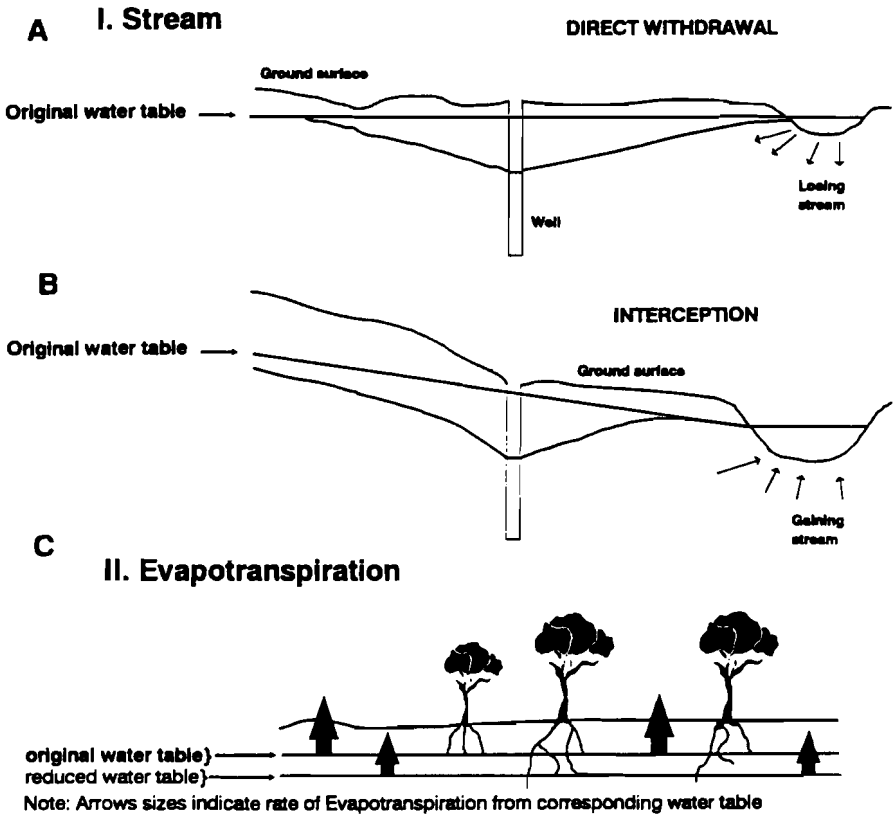 A
I. Stream
DIRECT WITHDRAWAL
Ground surface
Original water table
Losing
stream
Well
B
INTERCEPTION
Original water table
Ground surface
Gaining
stream
C
II. Evapotranspiration
original water table}
reduced water table}
Note: Arrows sizes indicate rate of Evapotranspiration from corresponding water table